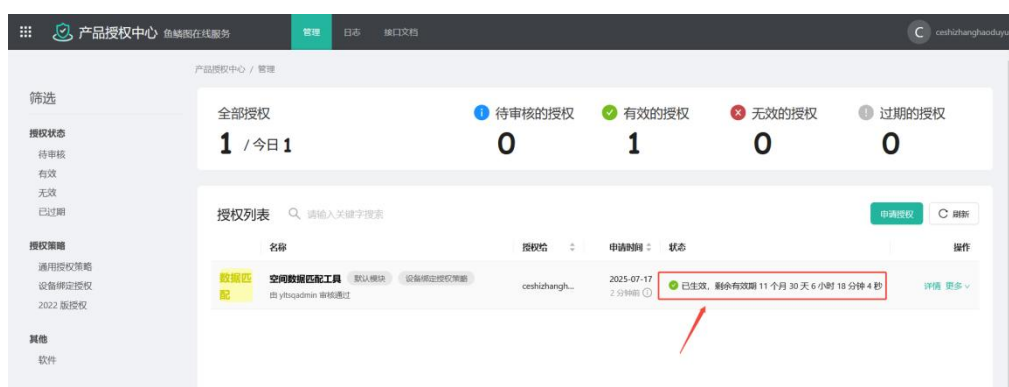 产品授权中心 鱼鳞图在线服务 管理 日志 接口文档 C ceshizhanghaoduyu
产品授权中心 / 管理
筛选
授权状态
待审核
有效
无效
已过期
授权策略
通用授权策略
设备绑定授权
2022 版授权
其他
软件
全部授权 待审核的授权 有效的授权 无效的授权 过期的授权
1 / 今日 1 0 1 0 0
授权列表 请输入关键字搜索 申请授权 刷新
名称 授权给 申请时间 状态 操作
数据匹配 空间数据匹配工具 默认模块 设备绑定授权策略 ceshizhangh... 2025-07-17 已生效，剩余有效期 11 个月 30 天 6 小时 18 分钟 4 秒 详情 更多
由 yltsqadmin 审核通过 2 分钟前